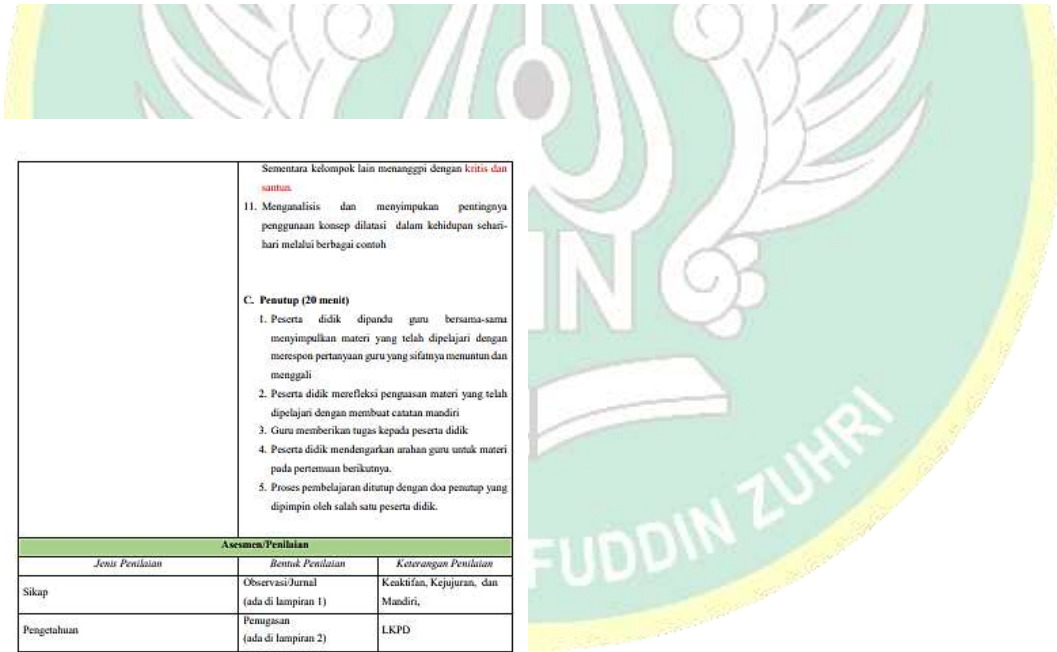 Sementara kelompok lain menanggpi dengan kritis dan
santun.
11. Menganalisis dan menyimpukan pentingnya
penggunaan konsep dilatasi dalam kehidupan sehari-
hari melalui berbagai contoh
C. Penutup (20 menit)
1. Peserta didik dipandu guru bersama-sama
menyimpulkan materi yang telah dipelajari dengan
merespon pertanyaan guru yang sifatnya menuntun dan
menggali
2. Peserta didik merefleksi penguasan materi yang telah
dipelajari dengan membuat catatan mandiri
3. Guru memberikan tugas kepada peserta didik
4. Peserta didik mendengarkan arahan guru untuk materi
pada pertemuan berikutnya.
5. Proses pembelajaran ditutup dengan doa penutup yang
dipimpin oleh salah satu peserta didik.
Asesmen/Penilaian
Jenis Penilaian Bentuk Penilaian Keterangan Penilaian
Sikap
Observasi/Jurnal
(ada di lampiran 1)
Keaktifan, Kejujuran, dan
Mandiri,
Pengetahuan
Penugasan
(ada di lampiran 2)
LKPD
IN
FUDDIN ZUHRI